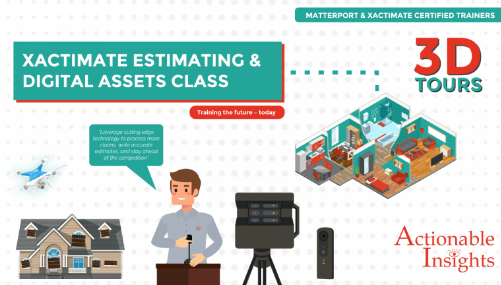 MATTERPORT & XACTIMATE CERTIFIED TRAINERS
XACTIMATE ESTIMATING &
DIGITAL ASSETS CLASS
3D
TOURS
Training the future - today
"Leverage cutting edge
technology to process more
claims, write accurate
estimates, and stay ahead
of the competition"
Actionable
Insights